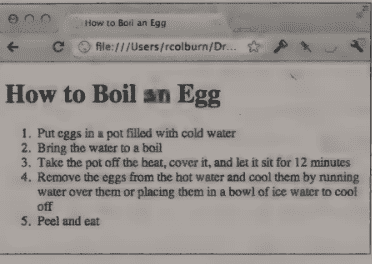 How to Boil an Egg
file:///Users/rcolburn/Dr...
How to Boil an Egg
1. Put eggs in a pot filled with cold water
2. Bring the water to a boil
3. Take the pot off the heat, cover it, and let it sit for 12 minutes
4. Remove the eggs from the hot water and cool them by running
water over them or placing them in a bowl of ice water to cool
off
5. Peel and eat